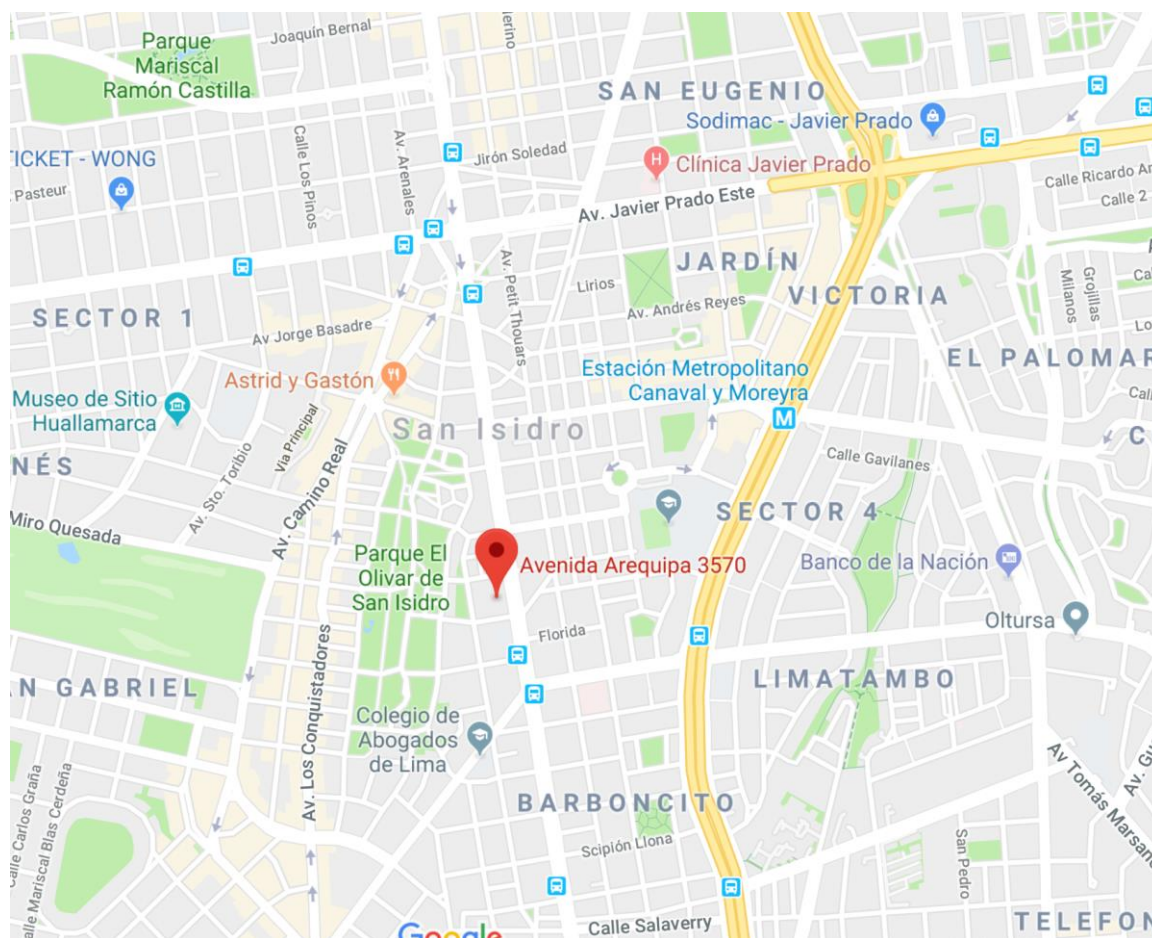 Joaquín Bernal
Parque
Mariscal
Ramón Castilla
SAN EUGENIO
Sodimac - Javier Prado
Calle Los Pinos
Av. Arenales
Jirón Soledad
TICKET - WONG
Pasteur
Clínica Javier Prado
Calle Ricardo
Calle 2
Av. Javier Prado Este
Av. Petit Thouars
JARDÍN
Lirios
VICTORIA
Milanos
Grojillas
Av. Andrés Reyes
SECTOR 1
Av Jorge Basadre
EL PALOMAR
Estación Metropolitano
Canaval y Moreyra
Astrid y Gastón
Museo de Sitio
Huallamarca
San Isidro
Vía Principal
Av. Sto. Toribio
Av. Camino Real
Calle Gavilanes
NÉS
SECTOR 4
Miro Quesada
Parque El
Olivar de
San Isidro
Avenida Arequipa 3570
Banco de la Nación
Oltursa
Florida
Av. Los Conquistadores
AN GABRIEL
LIMATAMBO
Colegio de
Abogados
de Lima
Calle Carlos Graña
Calle Mariscal Blas Cerdeña
BARBONCITO
Av Tomás Marsano
Scipión Llona
San Pedro
Calle Salaverry
TELEFON
Google